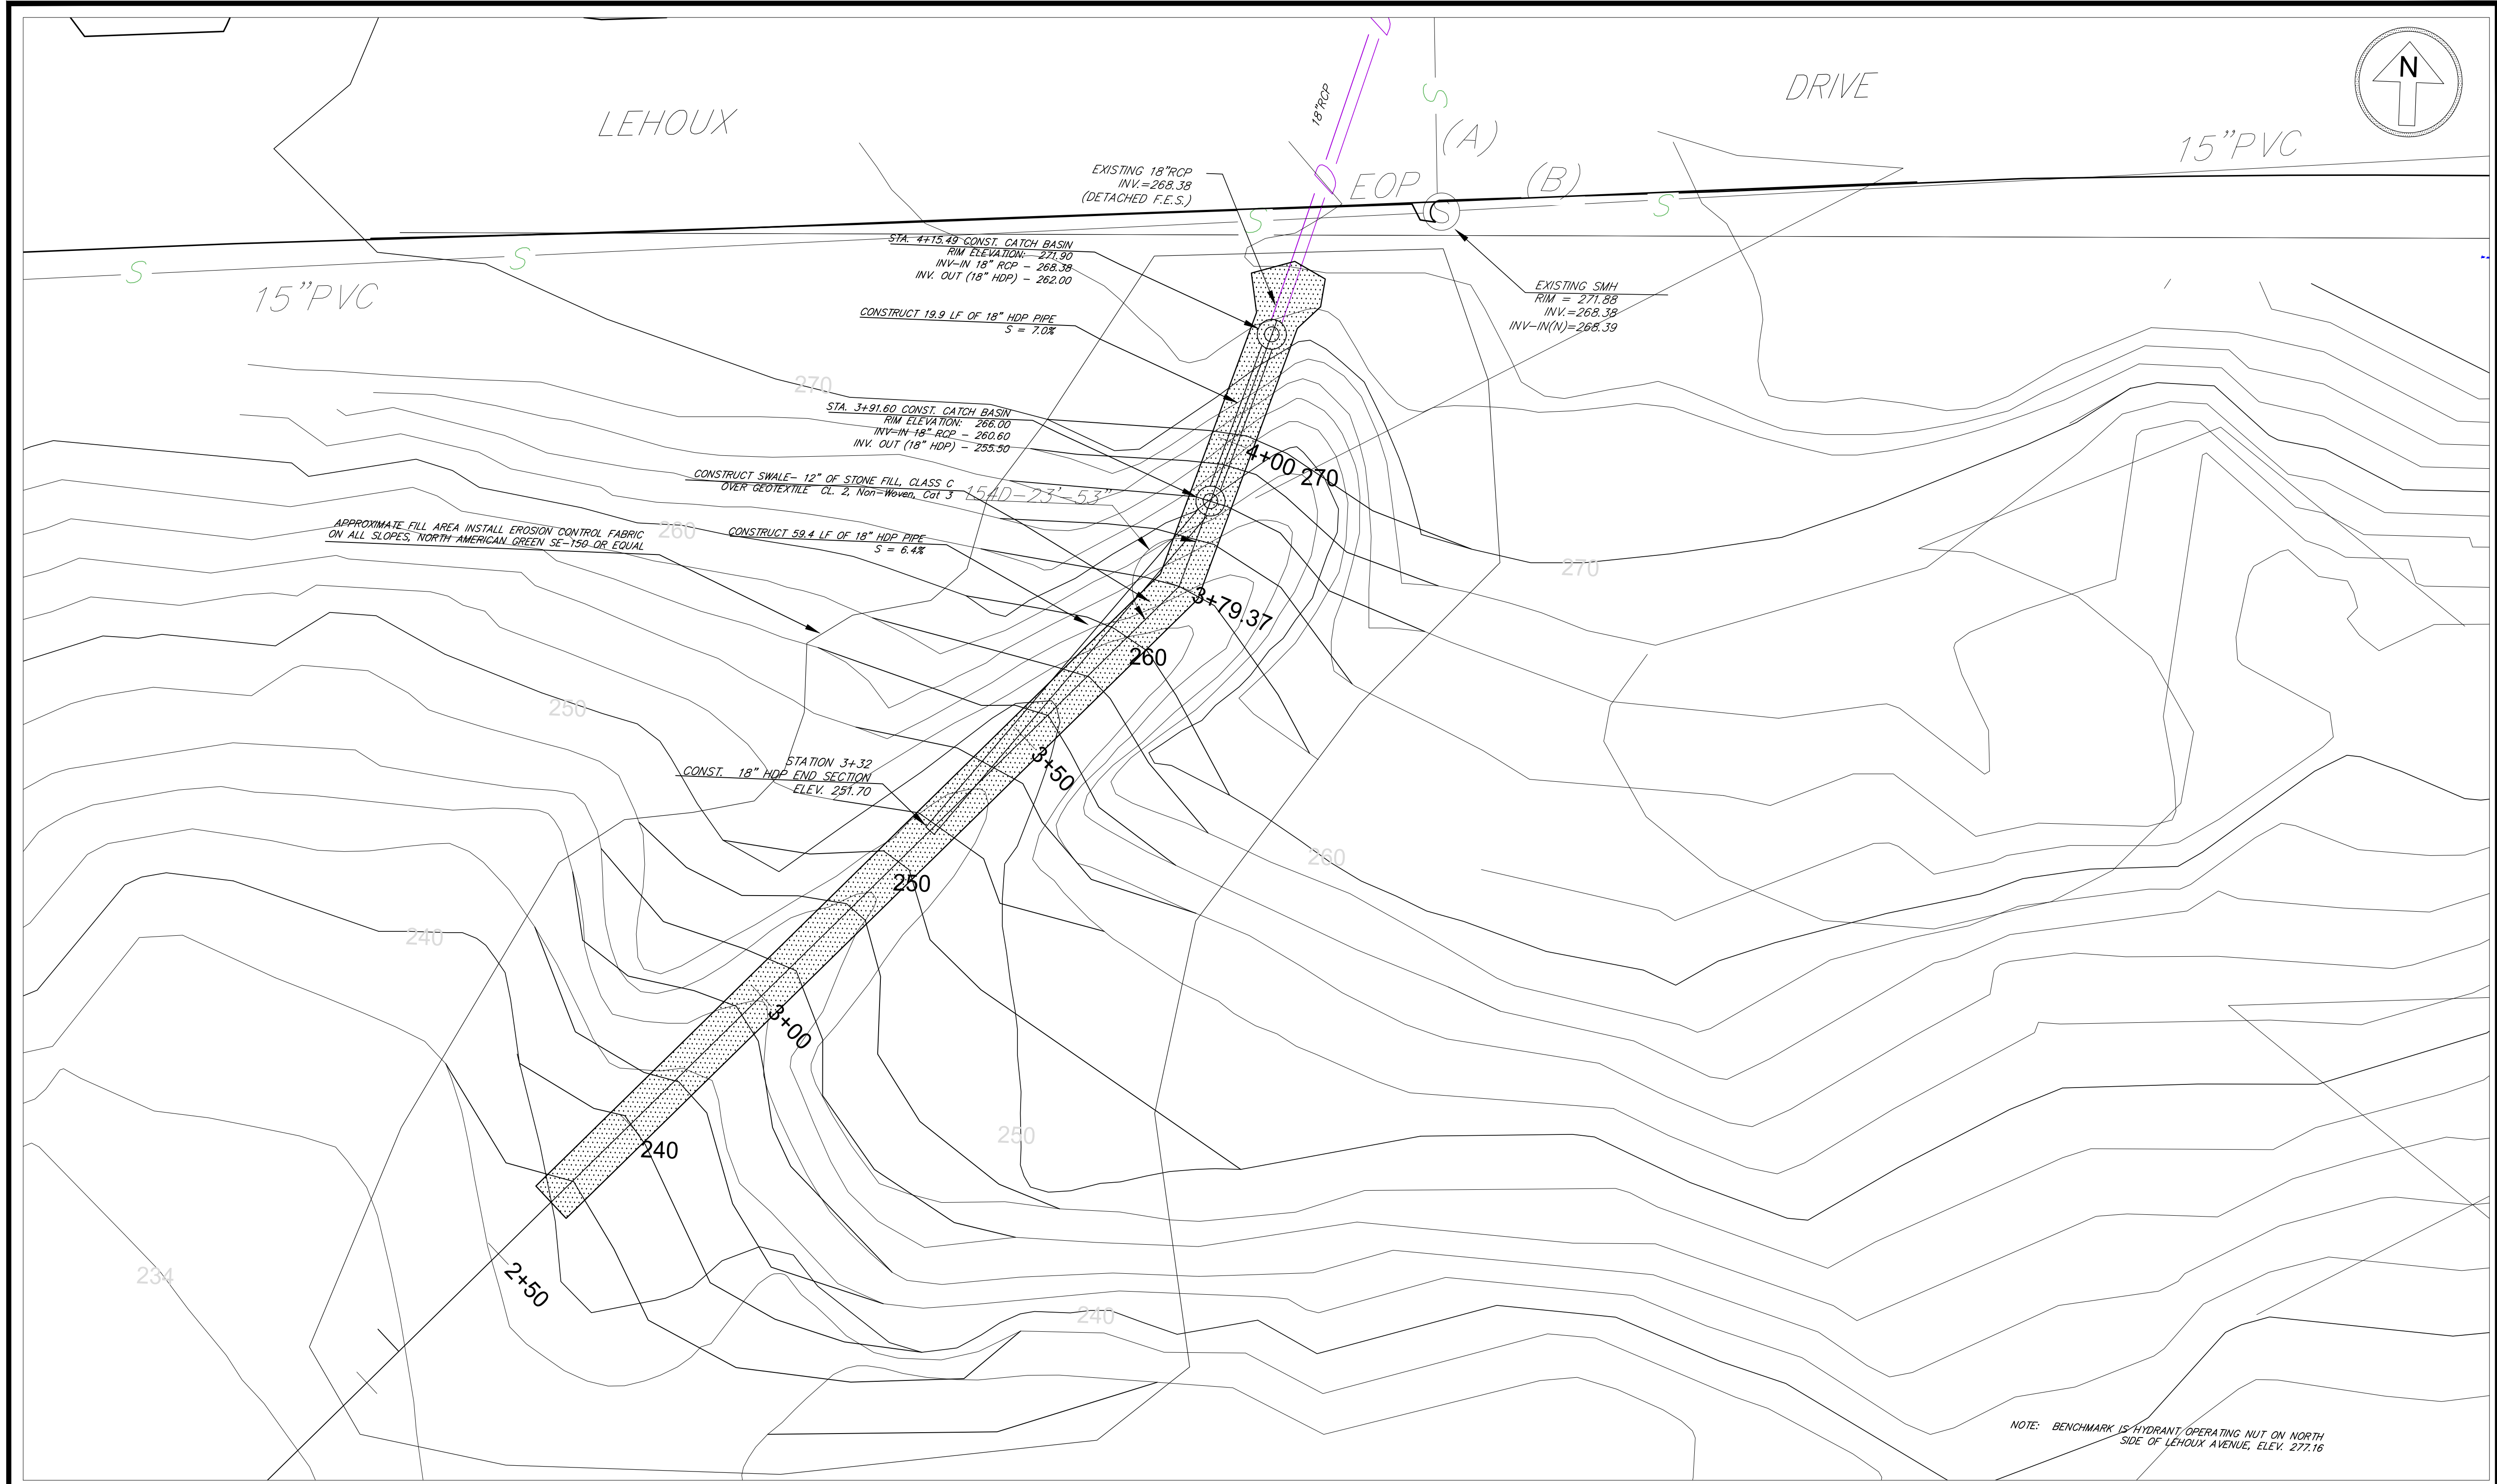 N
LEHOUX
DRIVE
18"RCP
S
(A)
15"PVC
EXISTING 18"RCP
INV.=268.38
(DETACHED F.E.S.)
EOP
(B)
S
S
S
S
S
15"PVC
STA. 4+15.49 CONST. CATCH BASIN
RIM ELEVATION: 271.90
INV-IN 18" RCP - 268.38
INV. OUT (18" HDP) - 262.00
EXISTING SMH
RIM = 271.88
INV.=268.38
INV-IN(N)=268.39
CONSTRUCT 19.9 LF OF 18" HDP PIPE
S = 7.0%
270
STA. 3+91.60 CONST. CATCH BASIN
RIM ELEVATION: 266.00
INV-IN 18" RCP - 260.60
INV. OUT (18" HDP) - 255.50
4+00
270
CONSTRUCT SWALE- 12" OF STONE FILL, CLASS C
OVER GEOTEXTILE CL. 2, Non-Woven, Cat 3
154D-23'-53"
APPROXIMATE FILL AREA INSTALL EROSION CONTROL FABRIC
ON ALL SLOPES, NORTH AMERICAN GREEN SE-150 OR EQUAL
260
CONSTRUCT 59.4 LF OF 18" HDP PIPE
S = 6.4%
270
3+79.37
260
250
STATION 3+32
CONST. 18" HDP END SECTION
ELEV. 251.70
3+50
260
250
240
3+00
250
240
234
2+50
240
NOTE: BENCHMARK IS HYDRANT OPERATING NUT ON NORTH
SIDE OF LEHOUX AVENUE, ELEV. 277.16